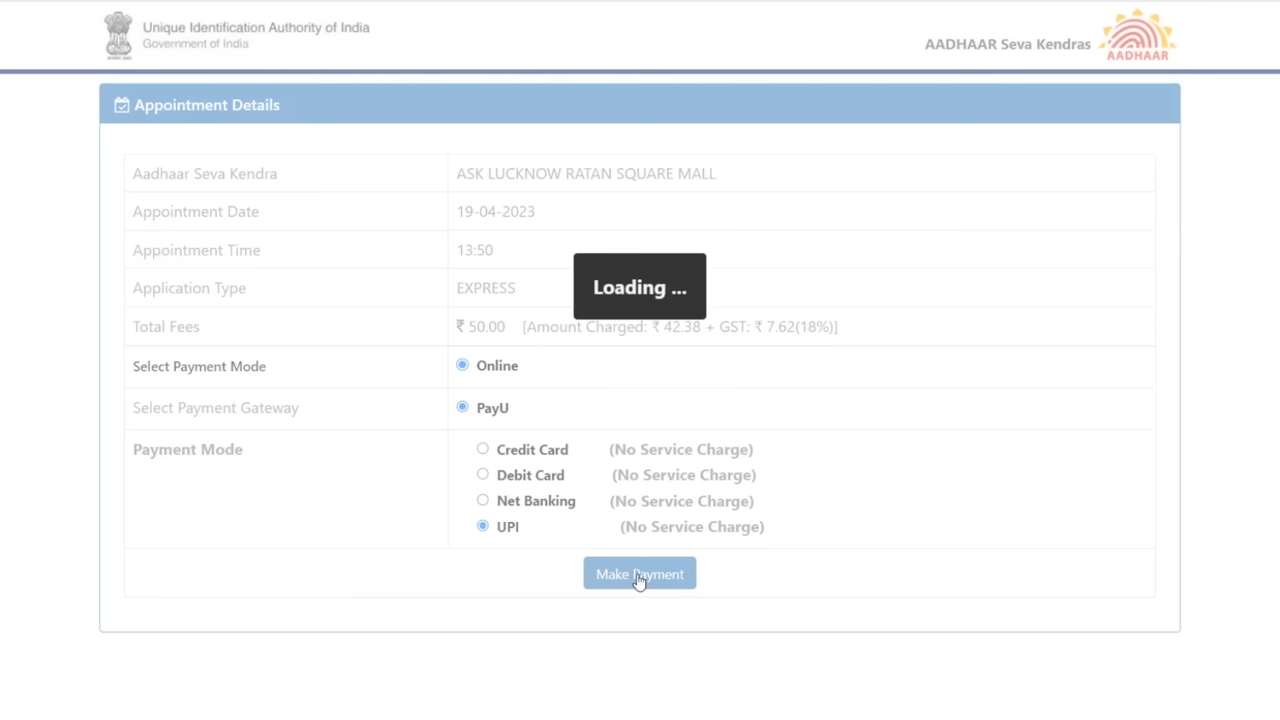 Unique Identification Authority of India
Government of India
AADHAAR Seva Kendras
AADHAAR
Appointment Details
Aadhaar Seva Kendra ASK LUCKNOW RATAN SQUARE MALL
Appointment Date 19-04-2023
Appointment Time 13:50
Loading ...
Application Type EXPRESS
Total Fees ₹ 50.00 [Amount Charged: ₹ 42.38 + GST: ₹ 7.62(18%)]
Select Payment Mode Online
Select Payment Gateway PayU
Payment Mode Credit Card (No Service Charge)
Debit Card (No Service Charge)
Net Banking (No Service Charge)
UPI (No Service Charge)
Make Payment